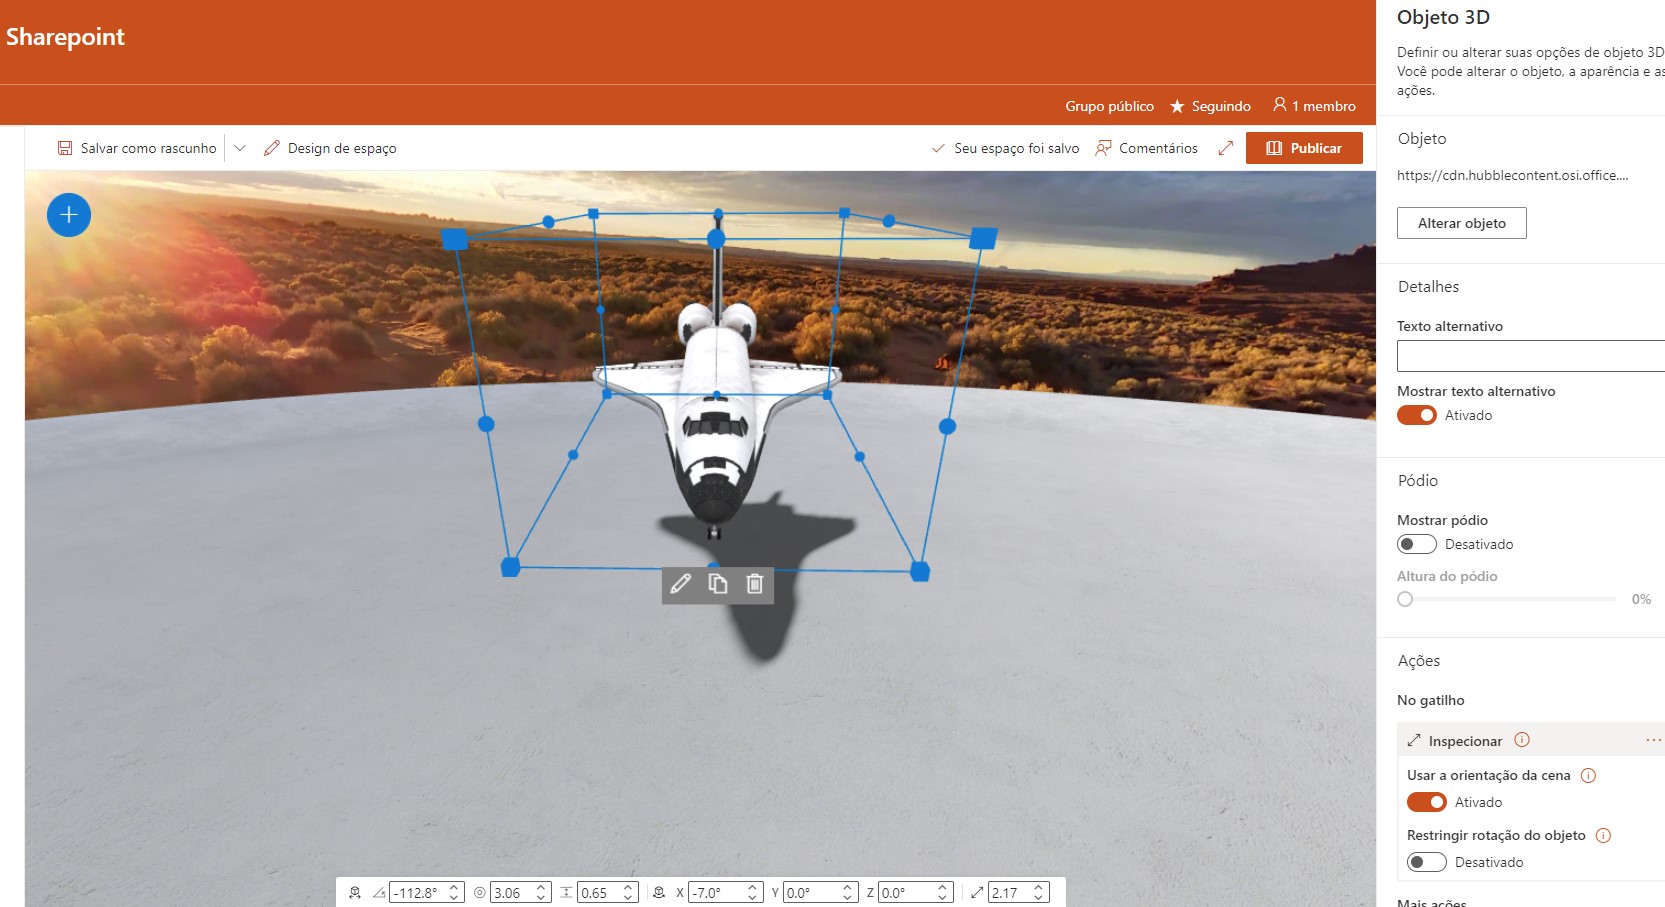 Sharepoint
Grupo público
Seguindo
1 membro
Salvar como rascunho
Design de espaço
Seu espaço foi salvo
Comentários
Publicar
-112.8°
3.06
0.65
X -7.0°
Y 0.0°
Z 0.0°
2.17
Objeto 3D
Definir ou alterar suas opções de objeto 3D
Você pode alterar o objeto, a aparência e as
ações.
Objeto
https://cdn.hubblecontent.osi.office....
Alterar objeto
Detalhes
Texto alternativo
Mostrar texto alternativo
Ativado
Pódio
Mostrar pódio
Desativado
Altura do pódio
0%
Ações
No gatilho
Inspecionar
Usar a orientação da cena
Ativado
Restringir rotação do objeto
Desativado
Mais ações